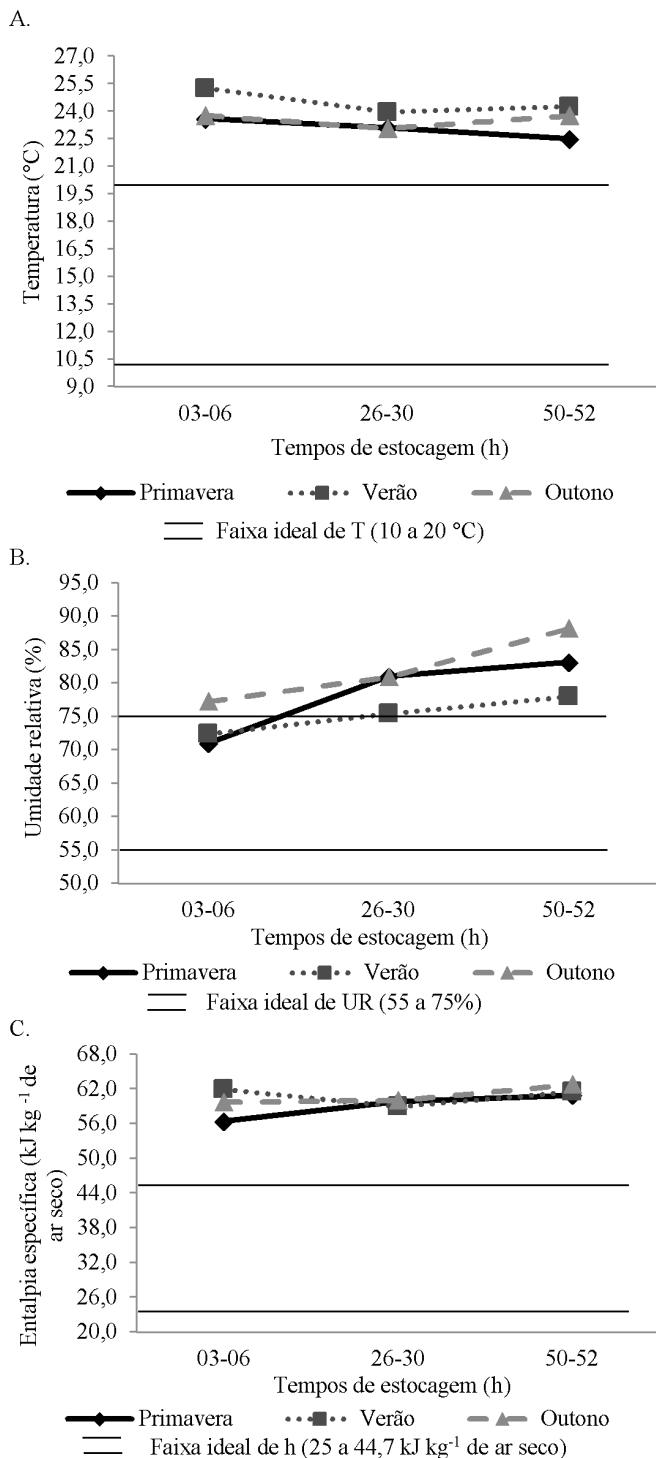 A.
Temperatura (°C)
27,0
25,5
24,0
22,5
21,0
19,5
18,0
16,5
15,0
13,5
12,0
10,5
9,0
03-06 26-30 50-52
Tempos de estocagem (h)
Primavera Verão Outono
Faixa ideal de T (10 a 20 °C)
B.
Umidade relativa (%)
95,0
90,0
85,0
80,0
75,0
70,0
65,0
60,0
55,0
50,0
03-06 26-30 50-52
Tempos de estocagem (h)
Primavera Verão Outono
Faixa ideal de UR (55 a 75%)
C.
Entalpia específica (kJ kg ⁻¹ de
ar seco)
68,0
62,0
56,0
50,0
44,0
38,0
32,0
26,0
20,0
03-06 26-30 50-52
Tempos de estocagem (h)
Primavera Verão Outono
Faixa ideal de h (25 a 44,7 kJ kg⁻¹ de ar seco)